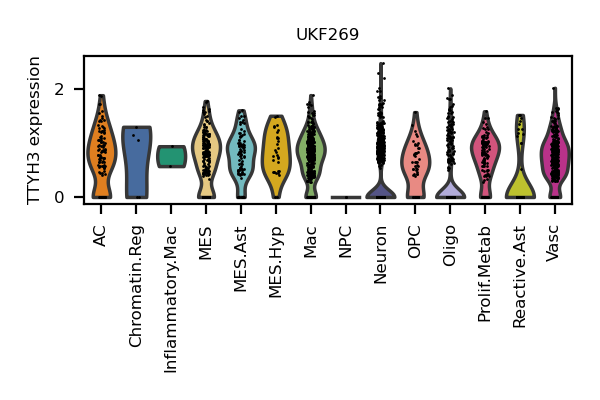 UKF269
TTYH3 expression
2
0
AC
Chromatin.Reg
Inflammatory.Mac
MES
MES.Ast
MES.Hyp
Mac
NPC
Neuron
OPC
Oligo
Prolif.Metab
Reactive.Ast
Vasc